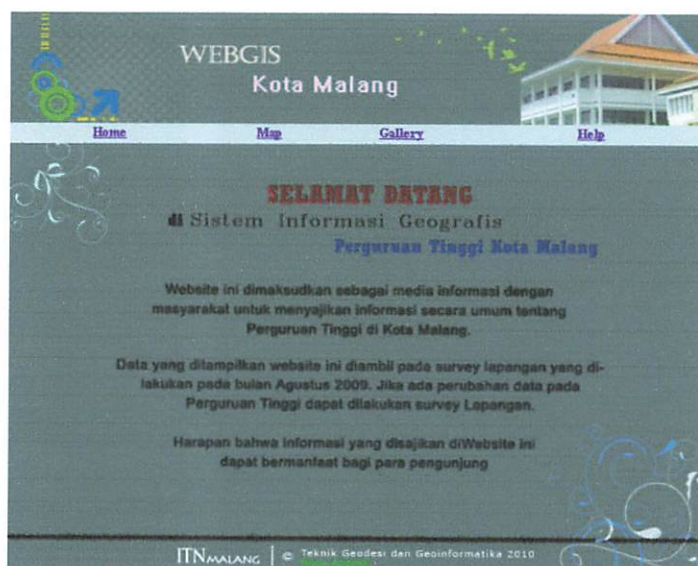 WEBGIS
Kota Malang
Home Map Gallery Help
SELAMAT DATANG
di Sistem Informasi Geografis
Perguruan Tinggi Kota Malang
Website ini dimaksudkan sebagai media informasi dengan
masyarakat untuk menyajikan informasi secara umum tentang
Perguruan Tinggi di Kota Malang.
Data yang ditampilkan website ini diambil pada survey lapangan yang di-
lakukan pada bulan Agustus 2009. Jika ada perubahan data pada
Perguruan Tinggi dapat dilakukan survey Lapangan.
Harapan bahwa informasi yang disajikan diWebsite ini
dapat bermanfaat bagi para pengunjung
ITN MALANG | © Teknik Geodesi dan Geoinformatika 2010